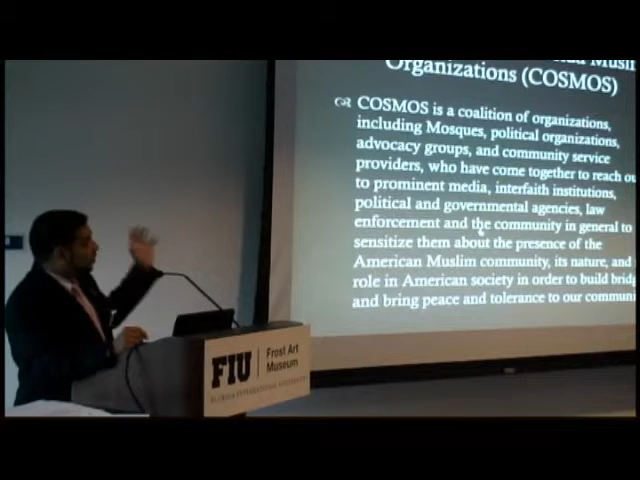 Muslim
Organizations (COSMOS)
COSMOS is a coalition of organizations,
including Mosques, political organizations,
advocacy groups, and community service
providers, who have come together to reach
to prominent media, interfaith institutions,
political and governmental agencies, law
enforcement and the community in general to
sensitize them about the presence of the
American Muslim community, its nature, and
role in American society in order to build
and bring peace and tolerance to our
FIU
Frost Art
Museum
FLORIDA INTERNATIONAL UNIVERSITY